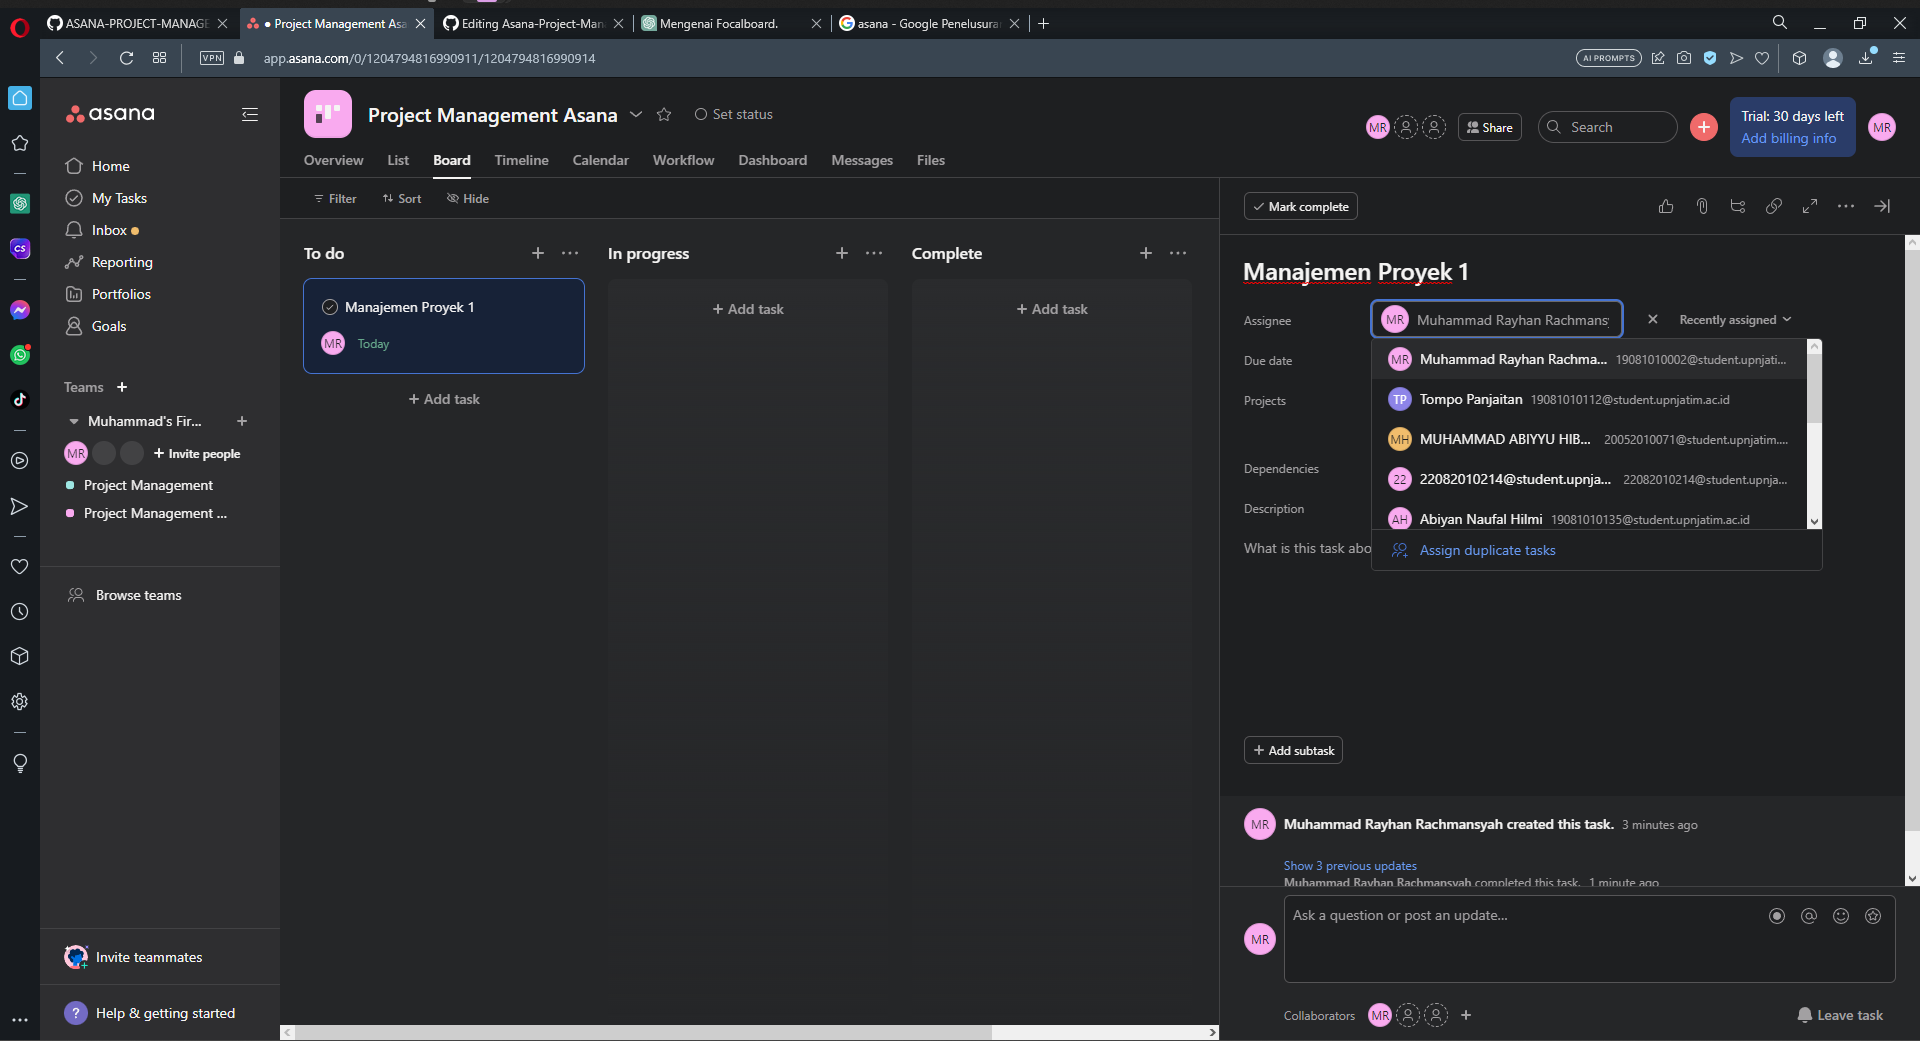 ASANA-PROJECT-MANAGE
Project Management Asa
Editing Asana-Project-Man
Mengenai Focalboard.
asana - Google Penelusura
VPN
app.asana.com/0/1204794816990911/1204794816990914
AI PROMPTS
asana
Home
My Tasks
Inbox
Reporting
Portfolios
Goals
Teams
Muhammad's Fir...
MR
Invite people
Project Management
Project Management ...
Browse teams
Invite teammates
? Help & getting started
CS
Project Management Asana
Set status
Overview List Board Timeline Calendar Workflow Dashboard Messages Files
MR
Share
Search
Trial: 30 days left
Add billing info
MR
Filter Sort Hide
To do
Manajemen Proyek 1
MR Today
+ Add task
In progress
+ Add task
Complete
+ Add task
Mark complete
Manajemen Proyek 1
Assignee
MR Muhammad Rayhan Rachmans
Recently assigned
Due date
Projects
Dependencies
Description
What is this task abo
MR Muhammad Rayhan Rachma... 19081010002@student.upnjati...
TP Tompo Panjaitan 19081010112@student.upnjatim.ac.id
MH MUHAMMAD ABIYYU HIB... 20052010071@student.upnjatim....
22 22082010214@student.upnja... 22082010214@student.upnja...
AH Abiyan Naufal Hilmi 19081010135@student.upnjatim.ac.id
Assign duplicate tasks
+ Add subtask
MR Muhammad Rayhan Rachmansyah created this task. 3 minutes ago
Show 3 previous updates
Muhammad Rayhan Rachmansyah completed this task. 1 minute ago
MR
Ask a question or post an update...
Collaborators MR
Leave task